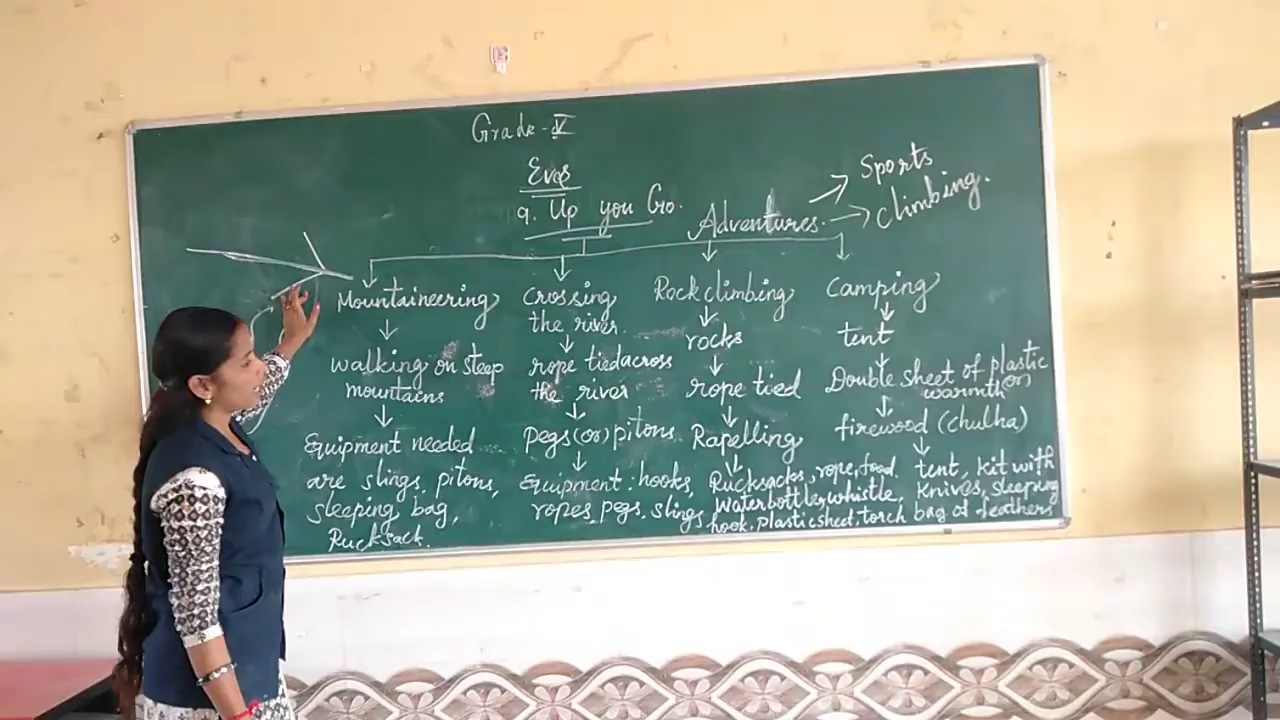 Grade - V
Evs
9. Up you Go.
Adventures.
Sports
climbing.
Mountaineering
walking on steep
mountains
Equipment needed
are slings, pitons,
sleeping bag,
Rucksack.
Crossing
the river.
rope tied across
the river
Pegs (or) pitons
Equipment : hooks,
ropes, pegs, slings
Rock climbing
rocks
rope tied
Rapelling
Rucksacks, rope, food,
Waterbottle, whistle,
hook, plastic sheet, torch
Camping
tent
Double sheet of plastic
(or)
warmth
firewood (chulha)
tent, kit with
knives, sleeping
bag of feathers